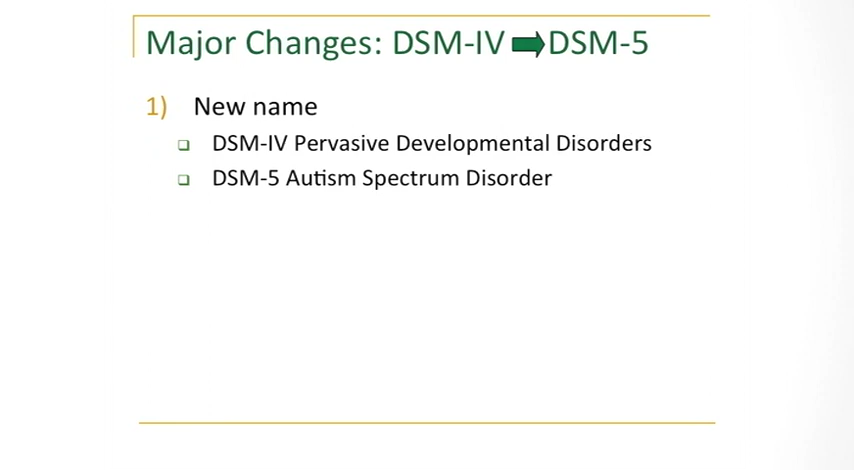 Major Changes: DSM-IV ➡ DSM-5
1) New name
❑ DSM-IV Pervasive Developmental Disorders
❑ DSM-5 Autism Spectrum Disorder